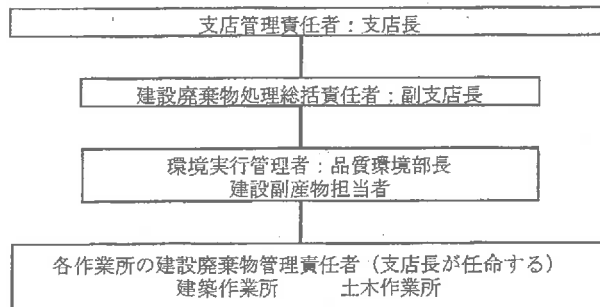 支店管理責任者：支店長
建設廃棄物処理総括責任者：副支店長
環境実行管理者：品質環境部長
建設副産物担当者
各作業所の建設廃棄物管理責任者（支店長が任命する）
建築作業所　　　土木作業所